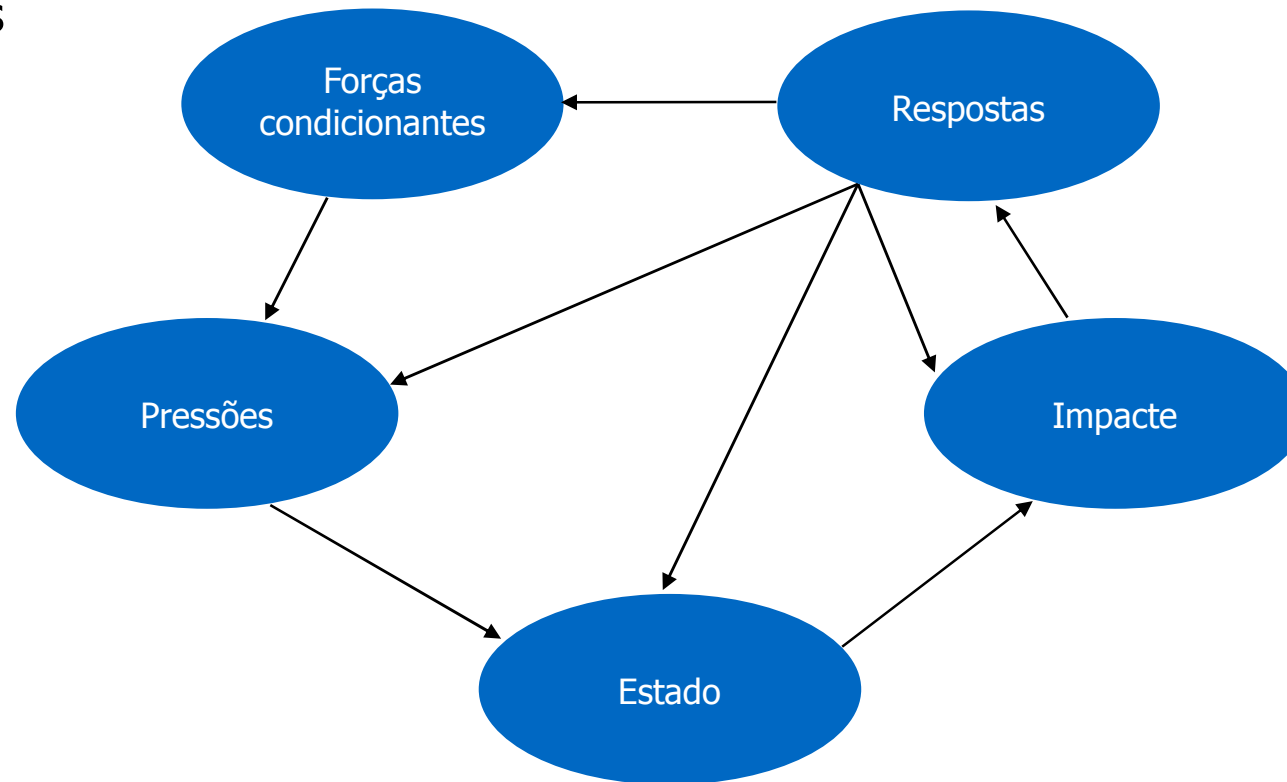 s
Forças
condicionantes
Respostas
Pressões
Impacte
Estado